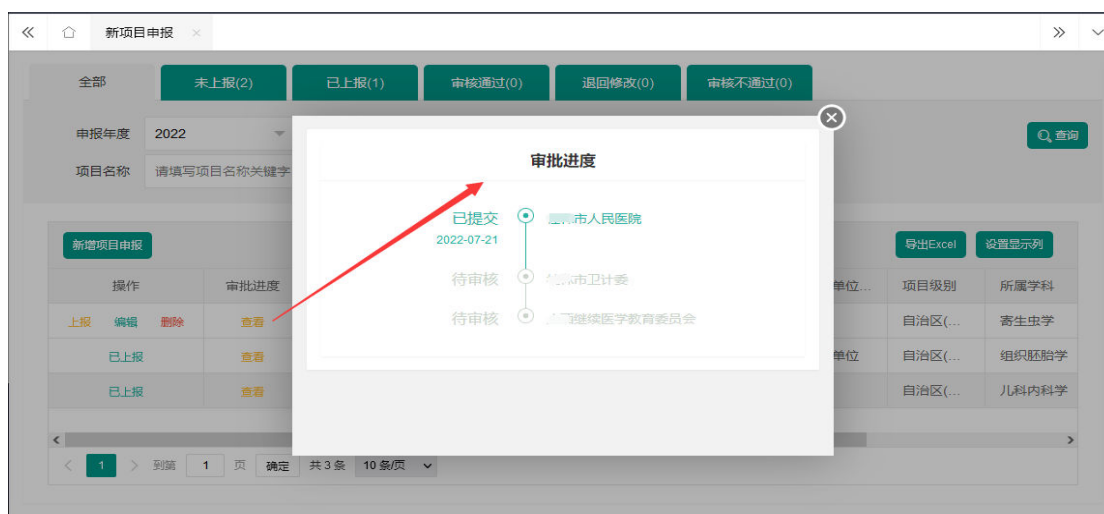 新项目申报
全部 未上报(2) 已上报(1) 审核通过(0) 退回修改(0) 审核不通过(0)
申报年度 2022 查询
项目名称 请填写项目名称关键字
审批进度
已提交 市人民医院
2022-07-21
待审核 市卫计委
待审核 继续医学教育委员会
新增项目申报 导出Excel 设置显示列
操作 审批进度 单位... 项目级别 所属学科
上报 编辑 删除 查看 自治区(... 寄生虫学
已上报 查看 单位 自治区(... 组织胚胎学
已上报 查看 自治区(... 儿科内科学
1 到第 1 页 确定 共 3 条 10 条/页